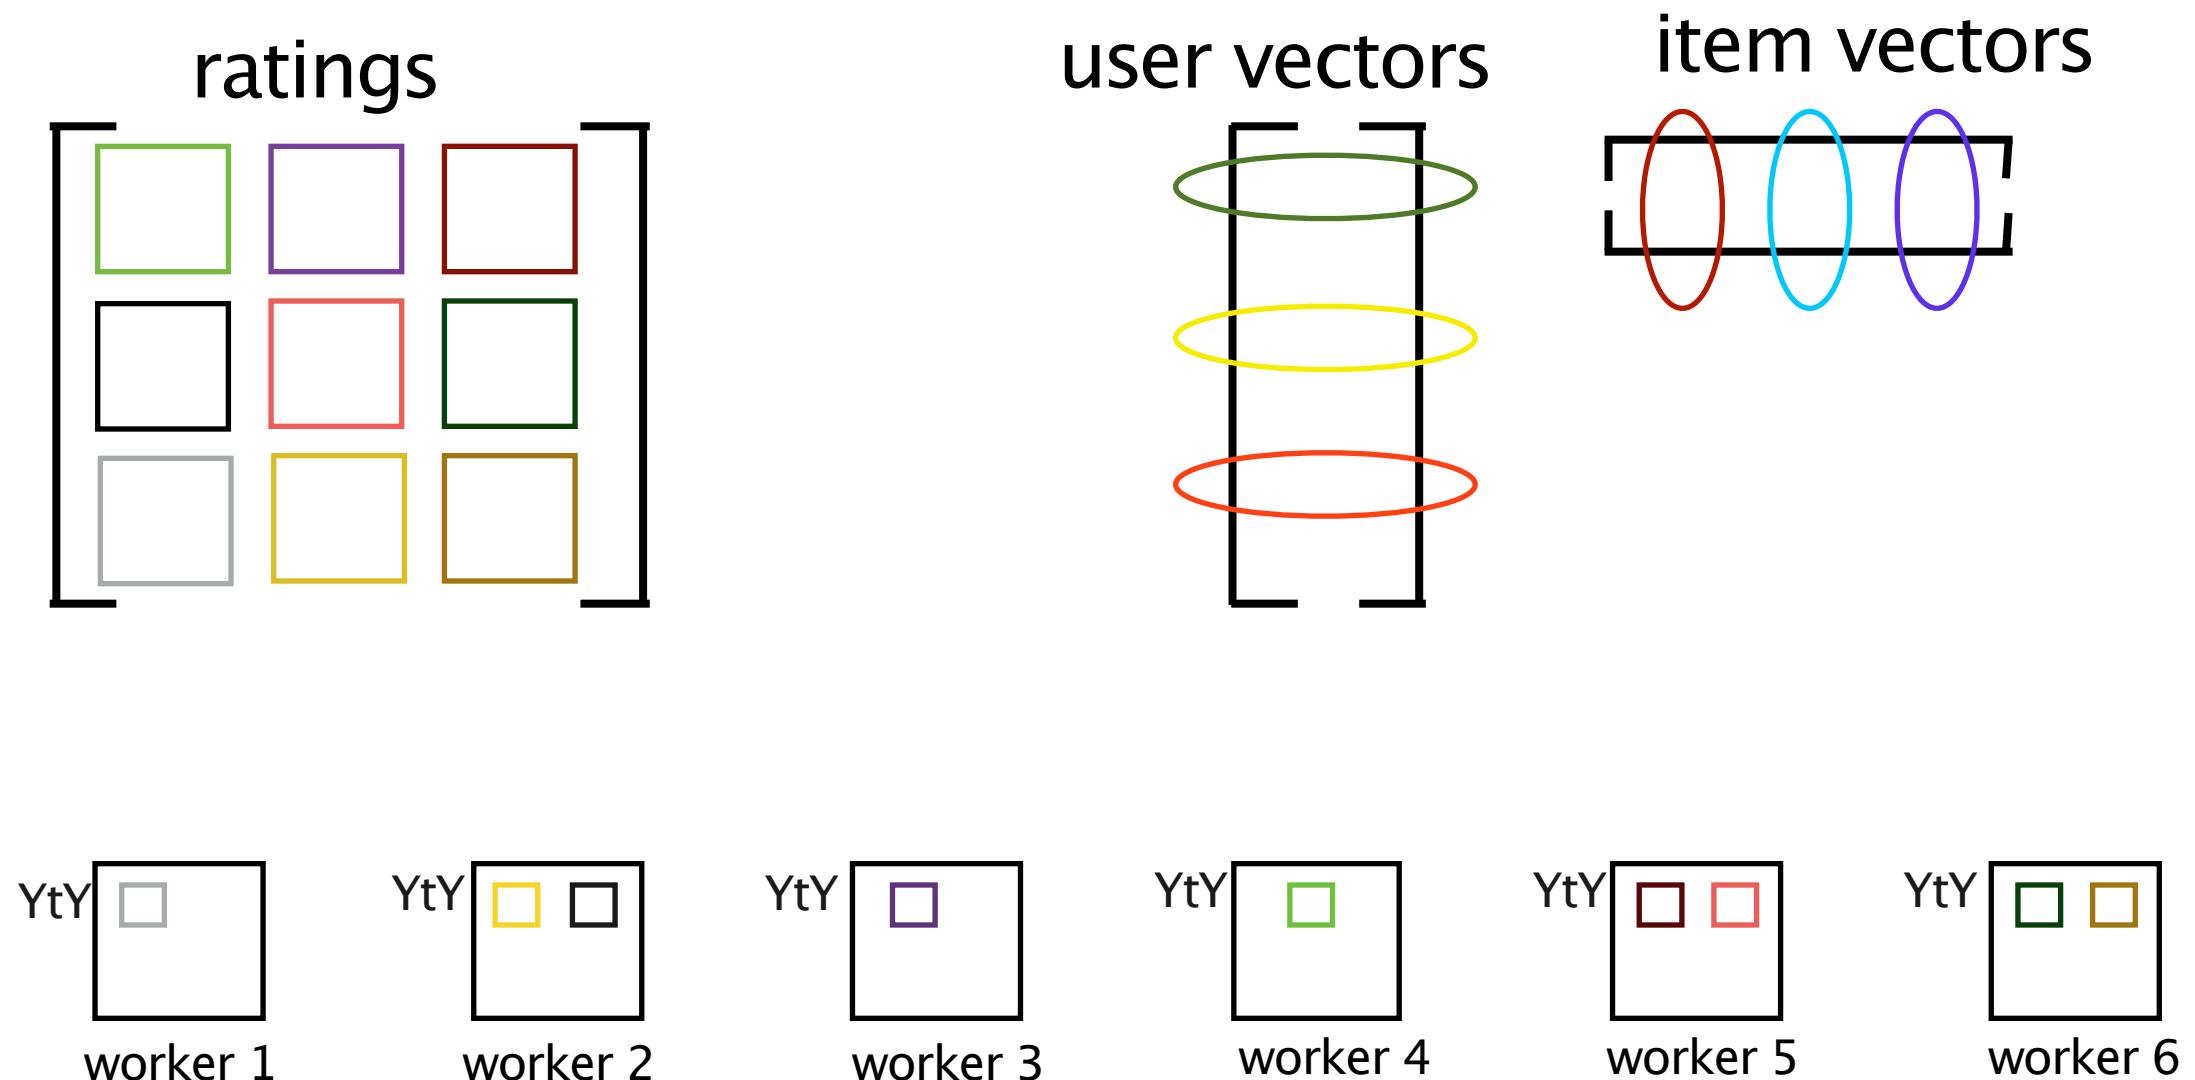 ratings
user vectors
item vectors
YtY
YtY
YtY
YtY
YtY
YtY
worker 1
worker 2
worker 3
worker 4
worker 5
worker 6